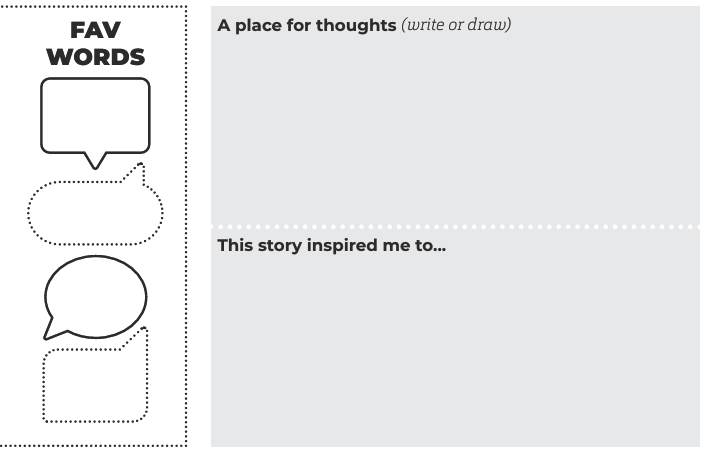 FAV
WORDS
A place for thoughts (write or draw)
This story inspired me to...